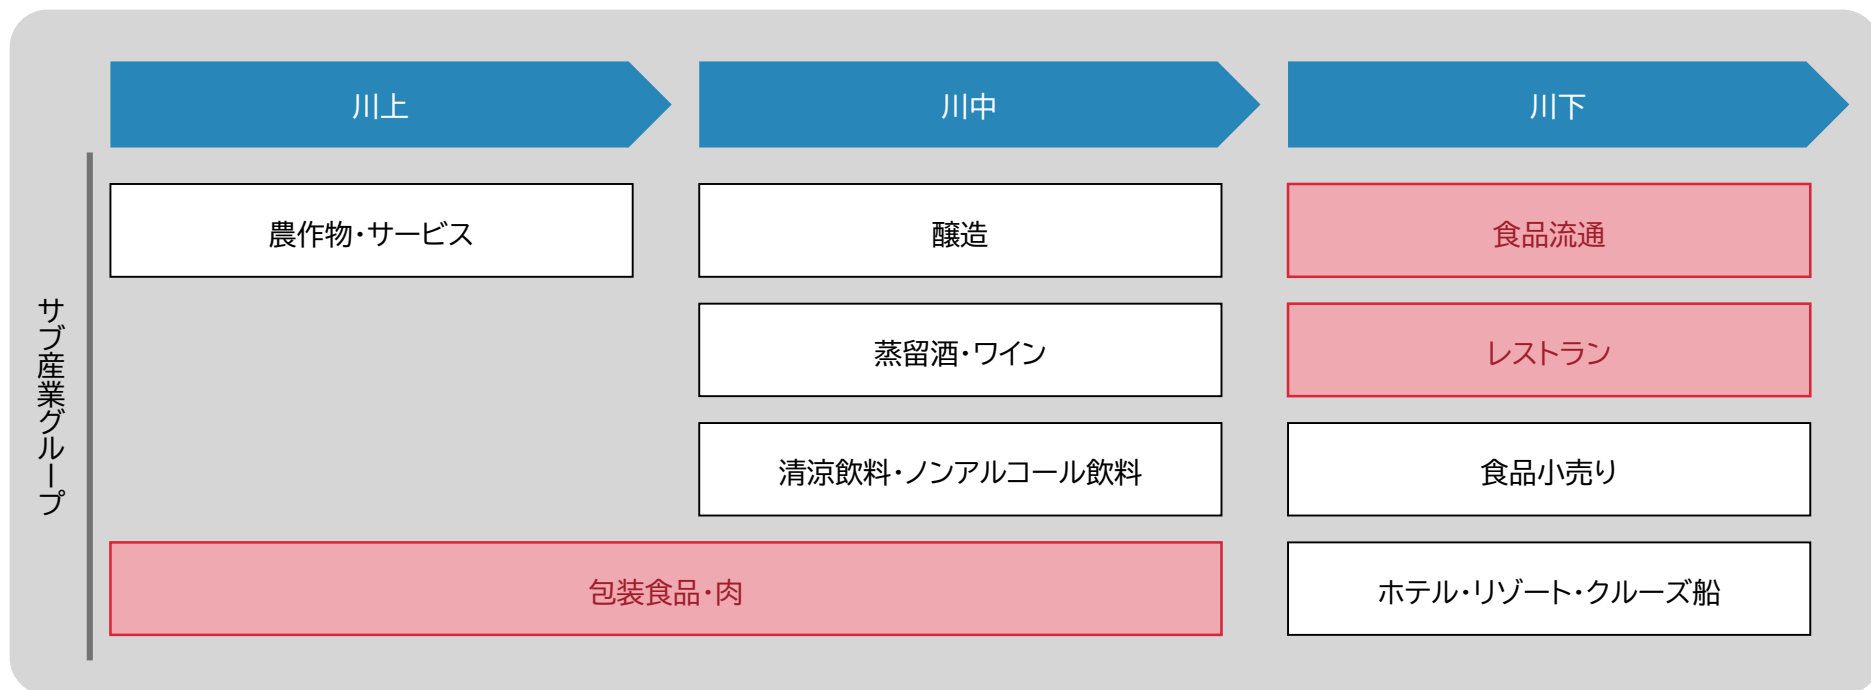 川上
川中
川下
サブ産業グループ
農作物・サービス
醸造
食品流通
蒸留酒・ワイン
レストラン
清涼飲料・ノンアルコール飲料
食品小売り
包装食品・肉
ホテル・リゾート・クルーズ船